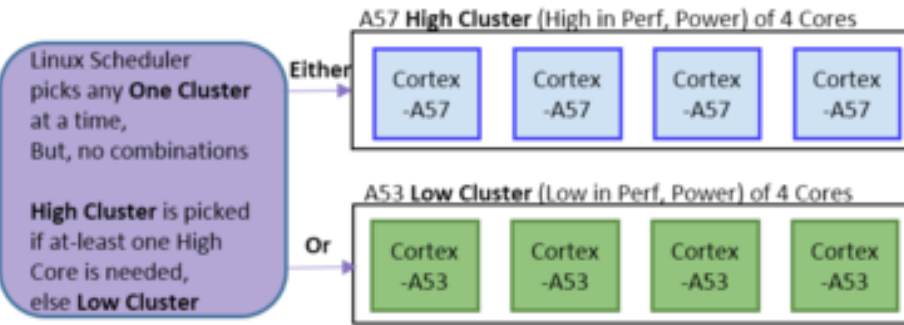 A57 High Cluster (High in Perf, Power) of 4 Cores
Linux Scheduler
picks any One Cluster
at a time,
But, no combinations
High Cluster is picked
if at-least one High
Core is needed,
else Low Cluster
Either
Cortex
-A57
Cortex
-A57
Cortex
-A57
Cortex
-A57
A53 Low Cluster (Low in Perf, Power) of 4 Cores
Or
Cortex
-A53
Cortex
-A53
Cortex
-A53
Cortex
-A53